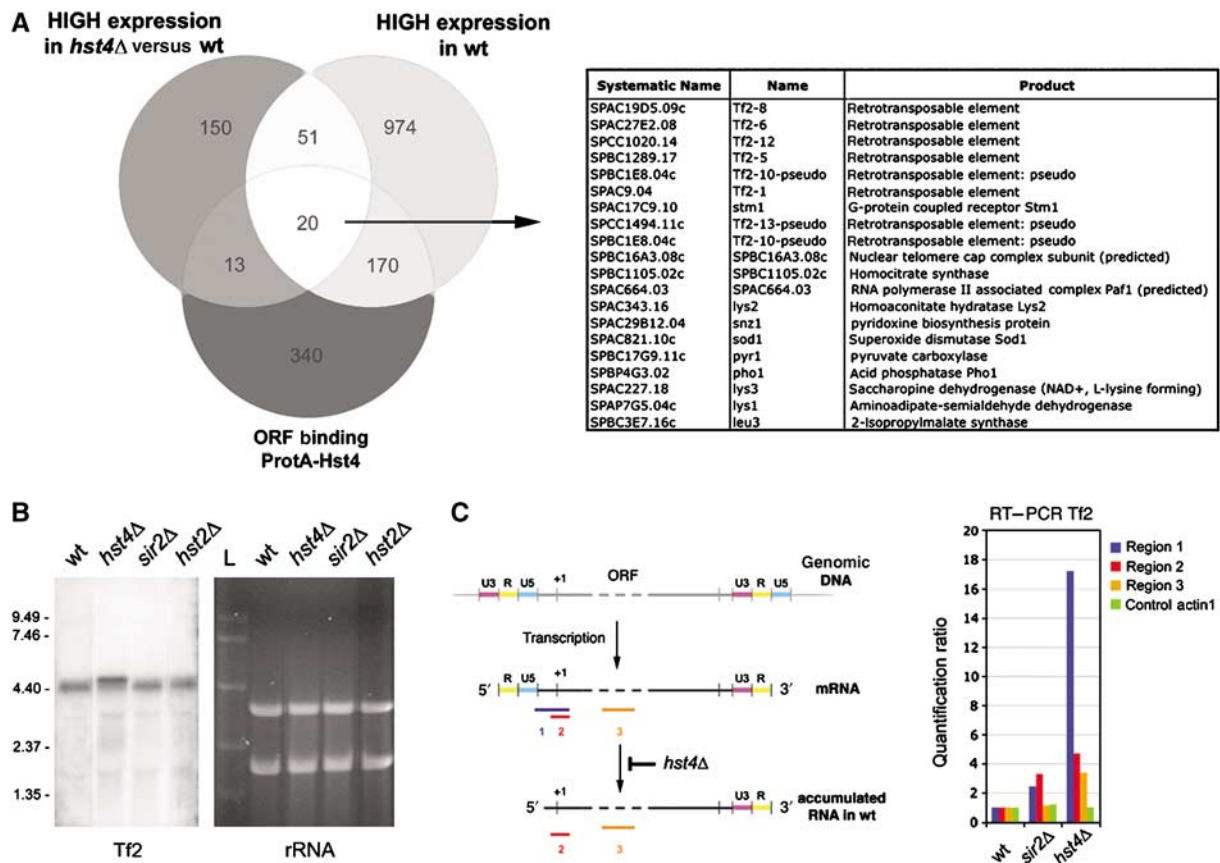 A
HIGH expression
in hst4Δ versus wt
HIGH expression
in wt
150
51
974
20
13
170
340
ORF binding
ProtA-Hst4
Systematic Name Name Product
SPAC19D5.09c Tf2-8 Retrotransposable element
SPAC27E2.08 Tf2-6 Retrotransposable element
SPCC1020.14 Tf2-12 Retrotransposable element
SPBC1289.17 Tf2-5 Retrotransposable element
SPBC1E8.04c Tf2-10-pseudo Retrotransposable element: pseudo
SPAC9.04 Tf2-1 Retrotransposable element
SPAC17C9.10 stm1 G-protein coupled receptor Stm1
SPCC1494.11c Tf2-13-pseudo Retrotransposable element: pseudo
SPBC1E8.04c Tf2-10-pseudo Retrotransposable element: pseudo
SPBC16A3.08c SPBC16A3.08c Nuclear telomere cap complex subunit (predicted)
SPBC1105.02c SPBC1105.02c Homocitrate synthase
SPAC664.03 SPAC664.03 RNA polymerase II associated complex Paf1 (predicted)
SPAC343.16 lys2 Homoaconitate hydratase Lys2
SPAC29B12.04 snz1 pyridoxine biosynthesis protein
SPAC821.10c sod1 Superoxide dismutase Sod1
SPBC17G9.11c pyr1 pyruvate carboxylase
SPBP4G3.02 pho1 Acid phosphatase Pho1
SPAC227.18 lys3 Saccharopine dehydrogenase (NAD+, L-lysine forming)
SPAP7G5.04c lys1 Aminoadipate-semialdehyde dehydrogenase
SPBC3E7.16c leu3 2-Isopropylmalate synthase
B
wt hst4Δ sir2Δ hst2Δ L wt hst4Δ sir2Δ hst2Δ
9.49 -
7.46 -
4.40 -
2.37 -
1.35 -
Tf2
rRNA
C
U3 R U5 +1 ORF U3 R U5
Genomic
DNA
Transcription
5′ R U5 +1 U3 R 3′ mRNA
1 2 3
hst4Δ
5′ +1 U3 R 3′
accumulated
RNA in wt
2 3
RT–PCR Tf2
Quantification ratio
20
18
16
14
12
10
8
6
4
2
0
wt sir2Δ hst4Δ
Region 1
Region 2
Region 3
Control actin1